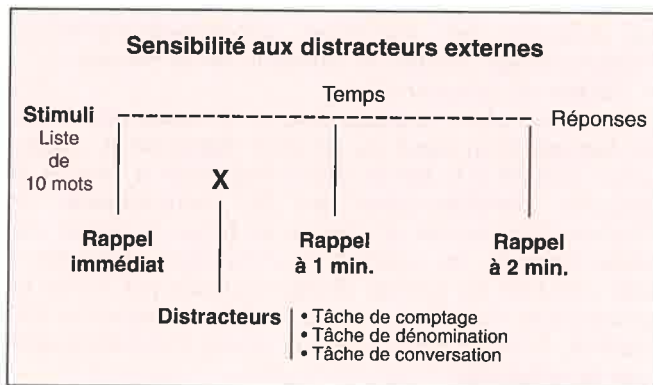 Sensibilité aux distracteurs externes
Temps
Stimuli
Réponses
Liste
de
10 mots
X
Rappel
immédiat
Rappel
à 1 min.
Rappel
à 2 min.
Distracteurs
• Tâche de comptage
• Tâche de dénomination
• Tâche de conversation